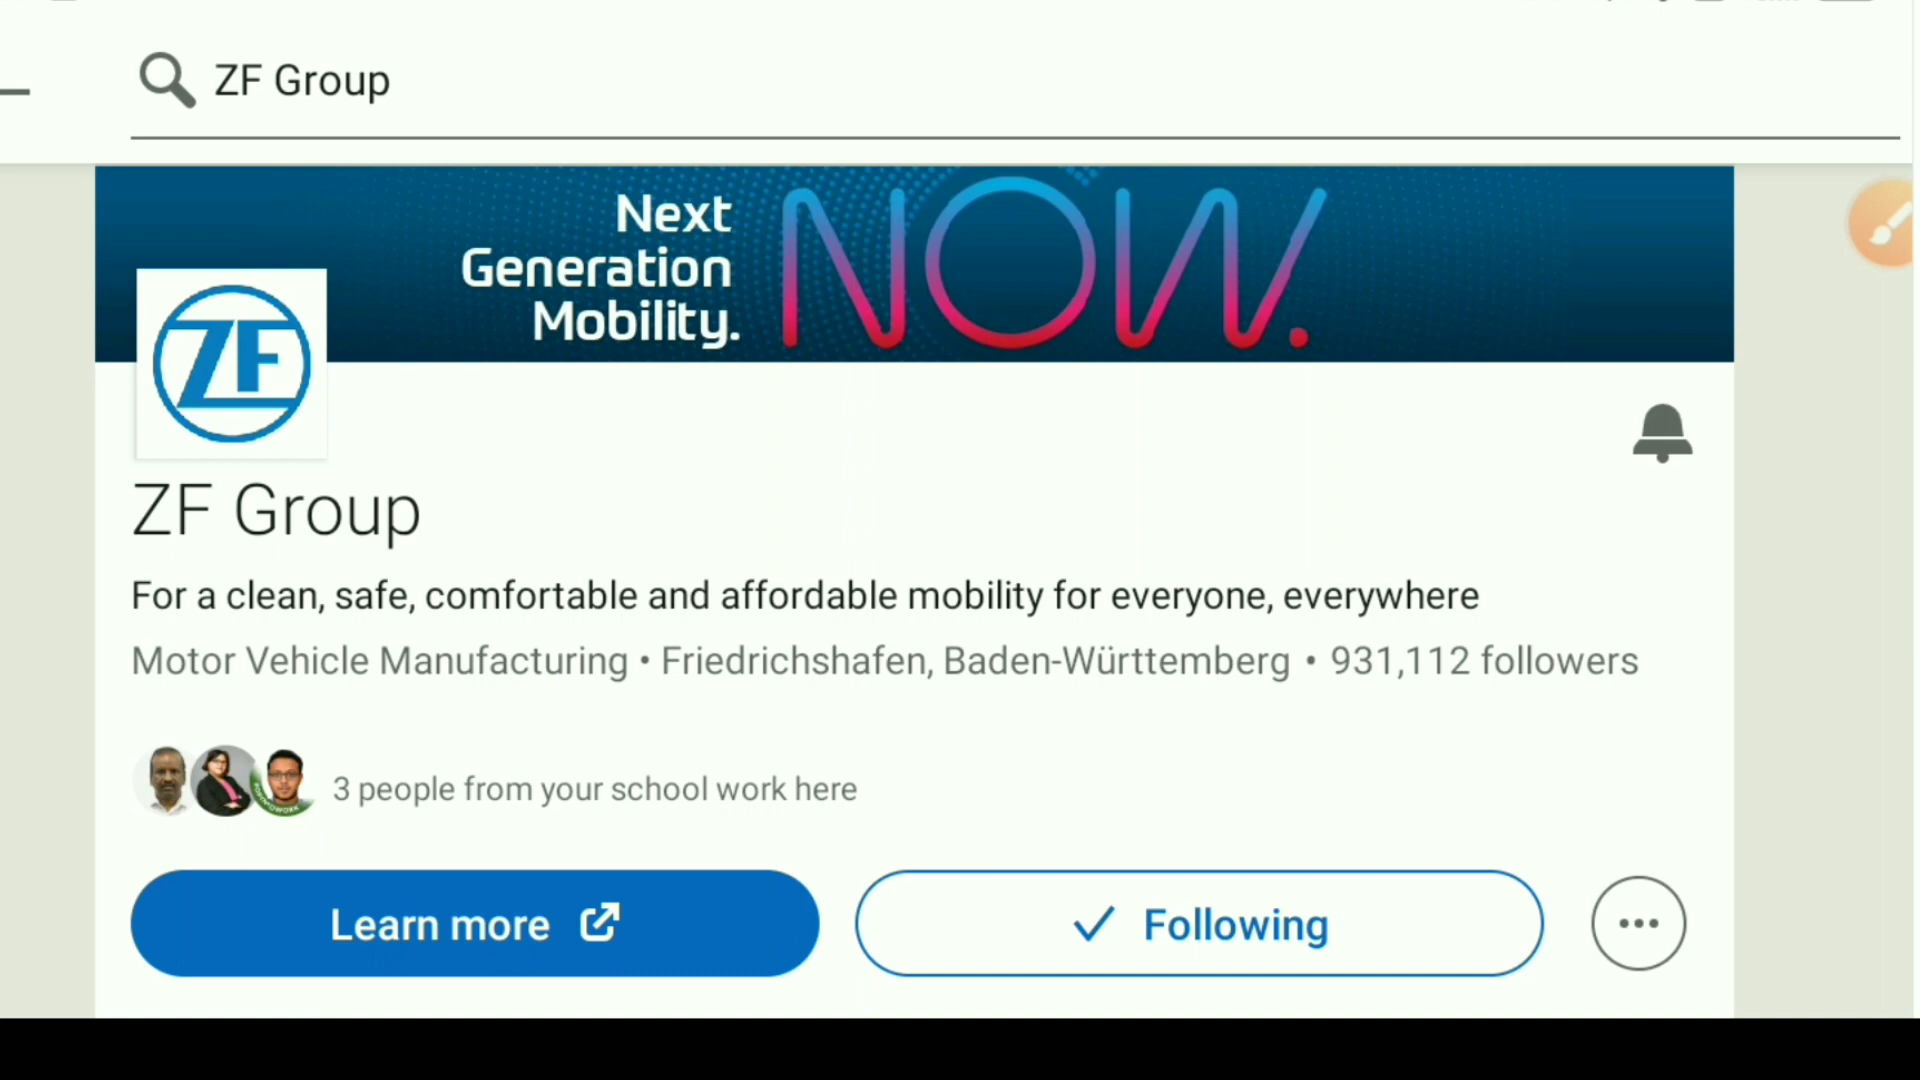 ZF Group
Next
Generation
Mobility.
NOW.
ZF
ZF Group
For a clean, safe, comfortable and affordable mobility for everyone, everywhere
Motor Vehicle Manufacturing • Friedrichshafen, Baden-Württemberg • 931,112 followers
3 people from your school work here
Learn more
Following